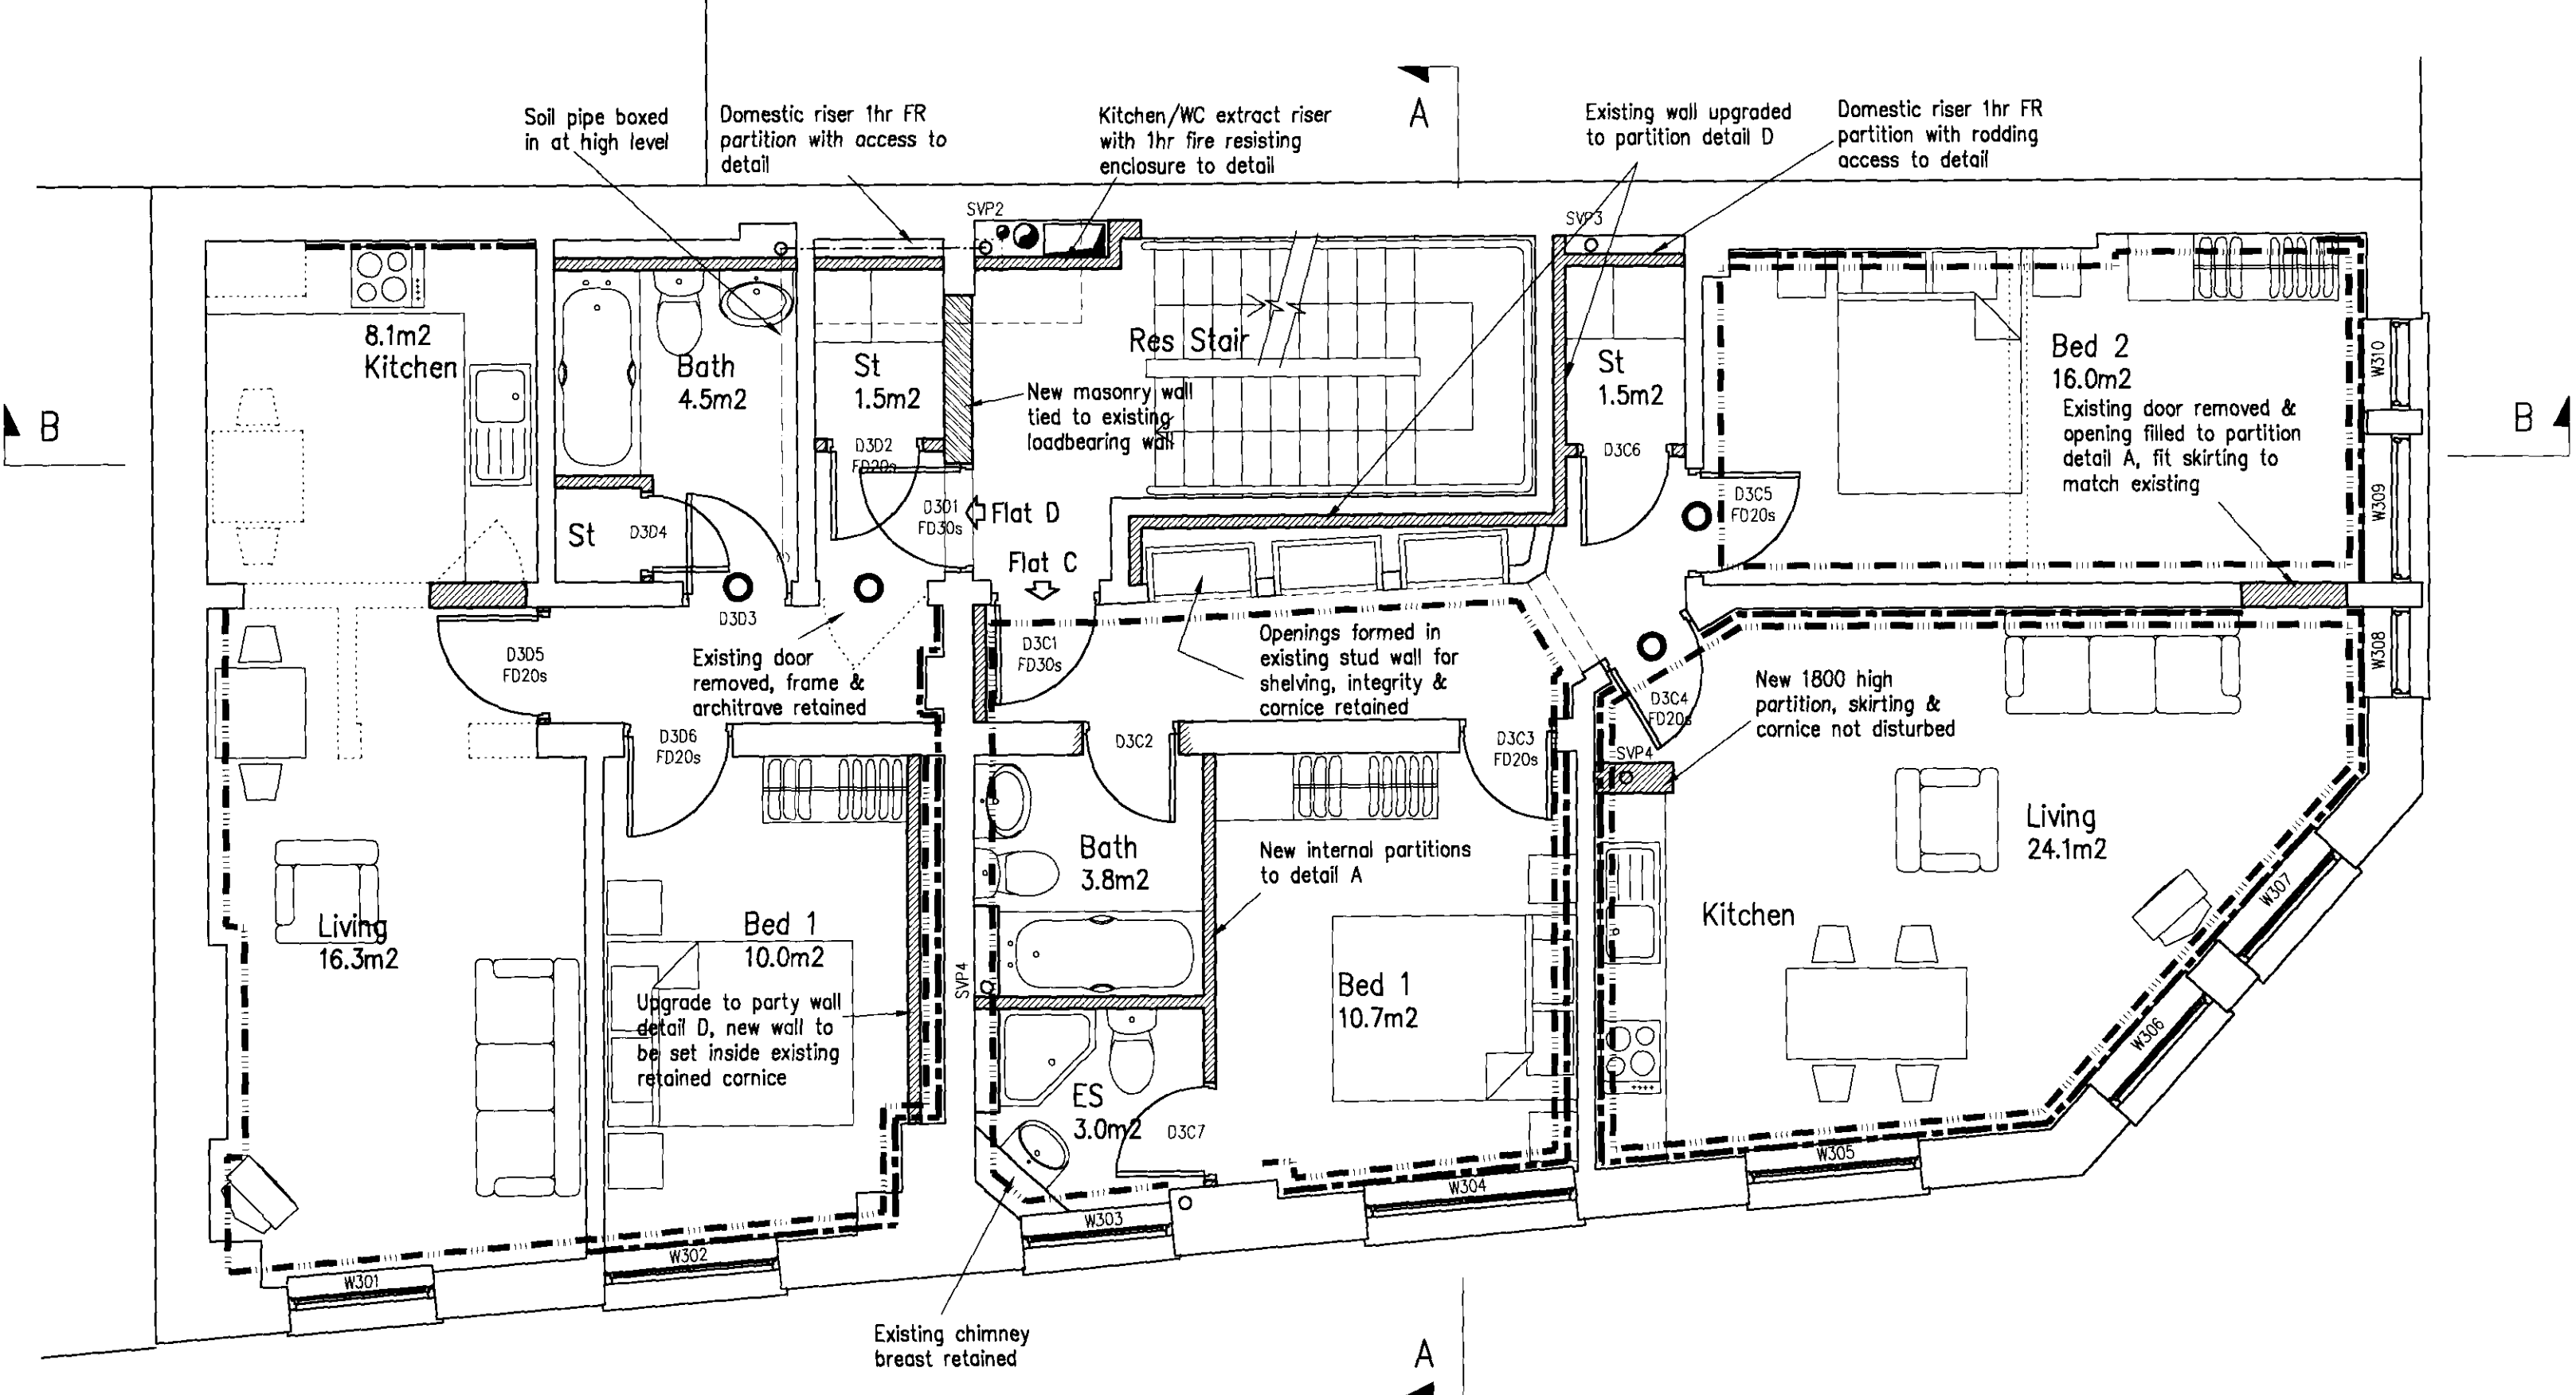 A
Soil pipe boxed
in at high level
Domestic riser 1hr FR
partition with access to
detail
Kitchen/WC extract riser
with 1hr fire resisting
enclosure to detail
Existing wall upgraded
to partition detail D
Domestic riser 1hr FR
partition with rodding
access to detail
SVP2
SVP3
8.1m2
Kitchen
Bath
4.5m2
St
1.5m2
Res Stair
St
1.5m2
Bed 2
16.0m2
Existing door removed &
opening filled to partition
detail A, fit skirting to
match existing
W310
W309
W308
B
B
New masonry wall
tied to existing
loadbearing wall
D3D2
FD20s
D3C6
D3D1
FD30s
Flat D
Flat C
D3C5
FD20s
St
D3D4
D3D3
D3D5
FD20s
Existing door
removed, frame &
architrave retained
D3C1
FD30s
Openings formed in
existing stud wall for
shelving, integrity &
cornice retained
D3C4
FD20s
New 1800 high
partition, skirting &
cornice not disturbed
D3D6
FD20s
D3C2
D3C3
FD20s
SVP4
Living
24.1m2
Bath
3.8m2
New internal partitions
to detail A
Kitchen
W307
W306
Living
16.3m2
Bed 1
10.0m2
Upgrade to party wall
detail D, new wall to
be set inside existing
retained cornice
SVP4
Bed 1
10.7m2
ES
3.0m2
D3C7
W305
W304
W303
W302
W301
Existing chimney
breast retained
A